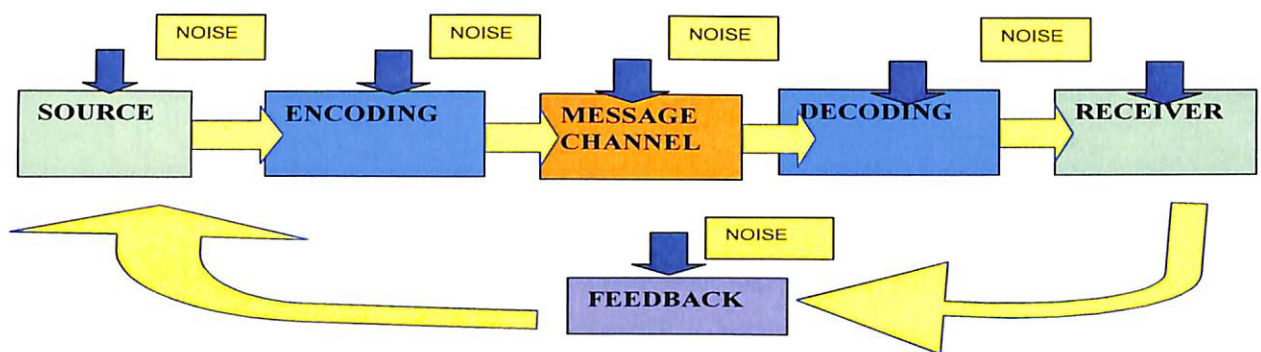 NOISE
NOISE
NOISE
NOISE
SOURCE
ENCODING
MESSAGE
CHANNEL
DECODING
RECEIVER
NOISE
FEEDBACK